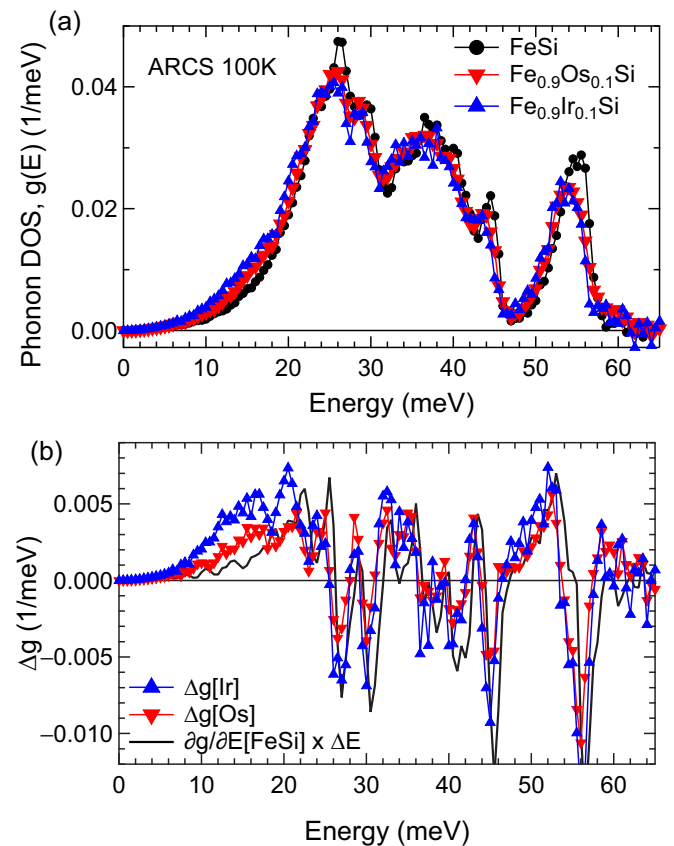 (a)
ARCS 100K
FeSi
Fe0.9Os0.1Si
Fe0.9Ir0.1Si
Phonon DOS, g(E) (1/meV)
0.04
0.02
0.00
0 10 20 30 40 50 60
Energy (meV)
(b)
Δg (1/meV)
0.005
0.000
−0.005
−0.010
Δg[Ir]
Δg[Os]
∂g/∂E[FeSi] x ΔE
0 10 20 30 40 50 60
Energy (meV)